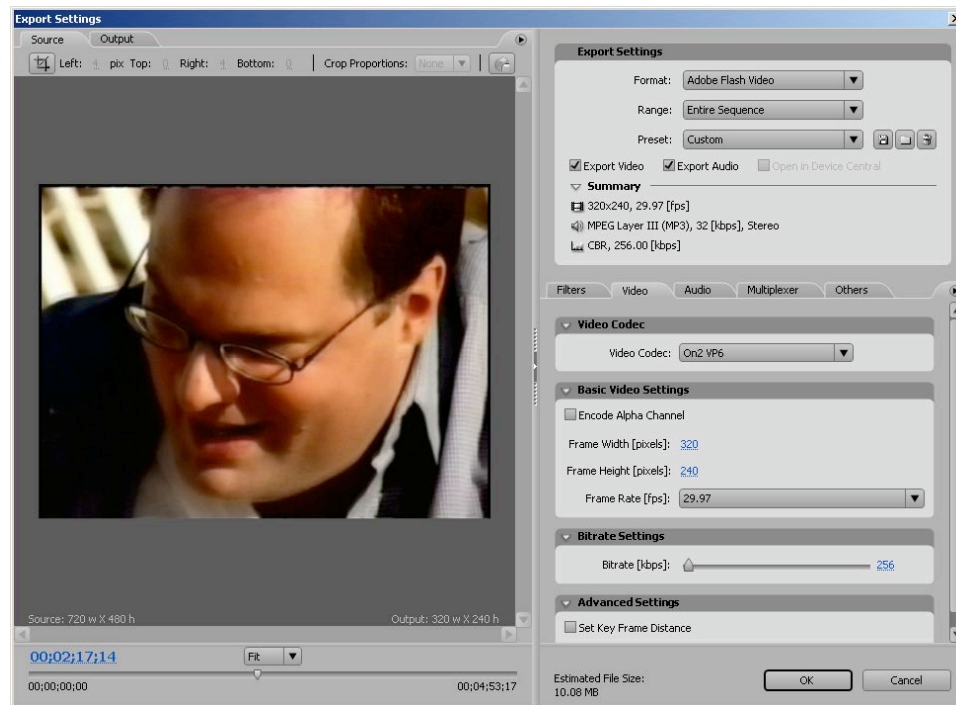 Export Settings
Source Output
Left: 4 pix Top: 0 Right: 4 Bottom: 0 Crop Proportions: None
Source: 720 w X 480 h Output: 320 w X 240 h
00;02;17;14 Fit
00;00;00;00 00;04;53;17
Export Settings
Format: Adobe Flash Video
Range: Entire Sequence
Preset: Custom
Export Video Export Audio Open in Device Central
Summary
320x240, 29.97 [fps]
MPEG Layer III (MP3), 32 [kbps], Stereo
CBR, 256.00 [kbps]
Filters Video Audio Multiplexer Others
Video Codec
Video Codec: On2 VP6
Basic Video Settings
Encode Alpha Channel
Frame Width [pixels]: 320
Frame Height [pixels]: 240
Frame Rate [fps]: 29.97
Bitrate Settings
Bitrate [kbps]: 256
Advanced Settings
Set Key Frame Distance
Estimated File Size:
10.08 MB
OK Cancel